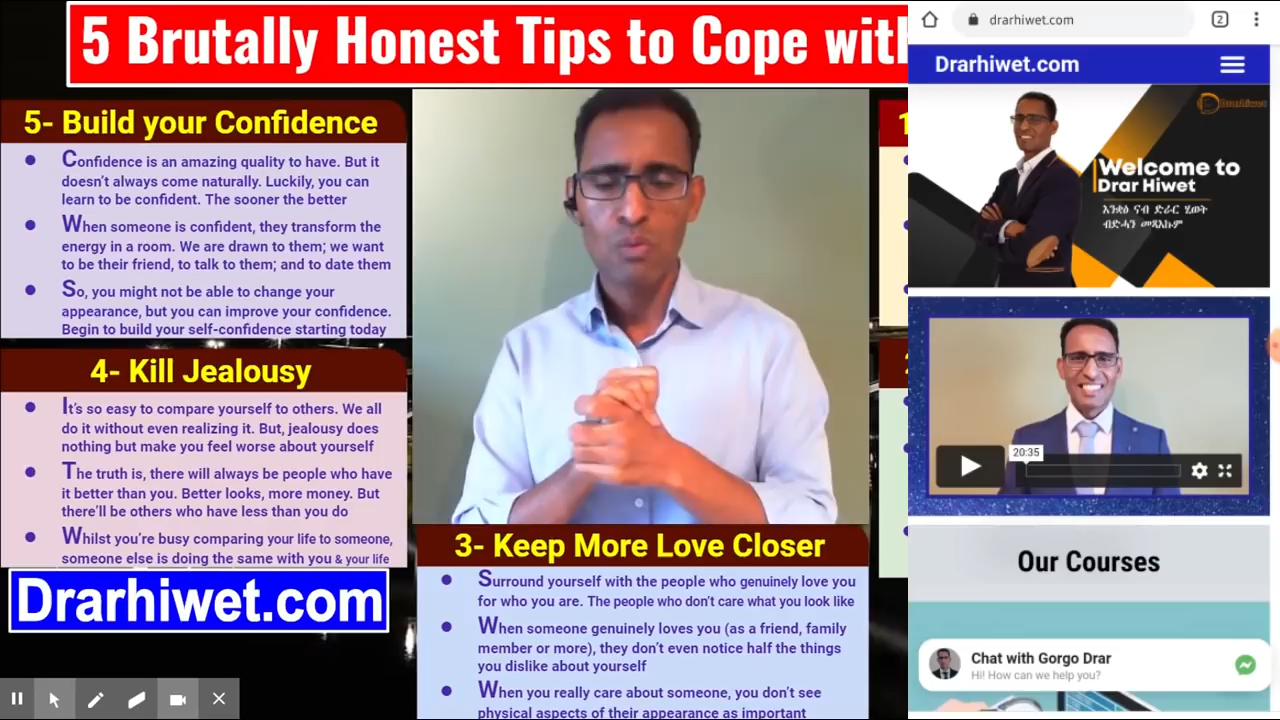 5 Brutally Honest Tips to Cope with
5- Build your Confidence
Confidence is an amazing quality to have. But it
doesn't always come naturally. Luckily, you can
learn to be confident. The sooner the better
When someone is confident, they transform the
energy in a room. We are drawn to them; we want
to be their friend, to talk to them; and to date them
So, you might not be able to change your
appearance, but you can improve your confidence.
Begin to build your self-confidence starting today
4- Kill Jealousy
It's so easy to compare yourself to others. We all
do it without even realizing it. But, jealousy does
nothing but make you feel worse about yourself
The truth is, there will always be people who have
it better than you. Better looks, more money. But
there'll be others who have less than you do
Whilst you're busy comparing your life to someone,
someone else is doing the same with you & your life
Drarhiwet.com
3- Keep More Love Closer
Surround yourself with the people who genuinely love you
for who you are. The people who don't care what you look like
When someone genuinely loves you (as a friend, family
member or more), they don't even notice half the things
you dislike about yourself
When you really care about someone, you don't see
physical aspects of their appearance as important
drarhiwet.com
2
Drarhiwet.com
Welcome to
Drar Hiwet
እንቋዕ ናብ ድራር ሂወት
ብድሓን መጻእኩም
20:35
Our Courses
Chat with Gorgo Drar
Hi! How can we help you?